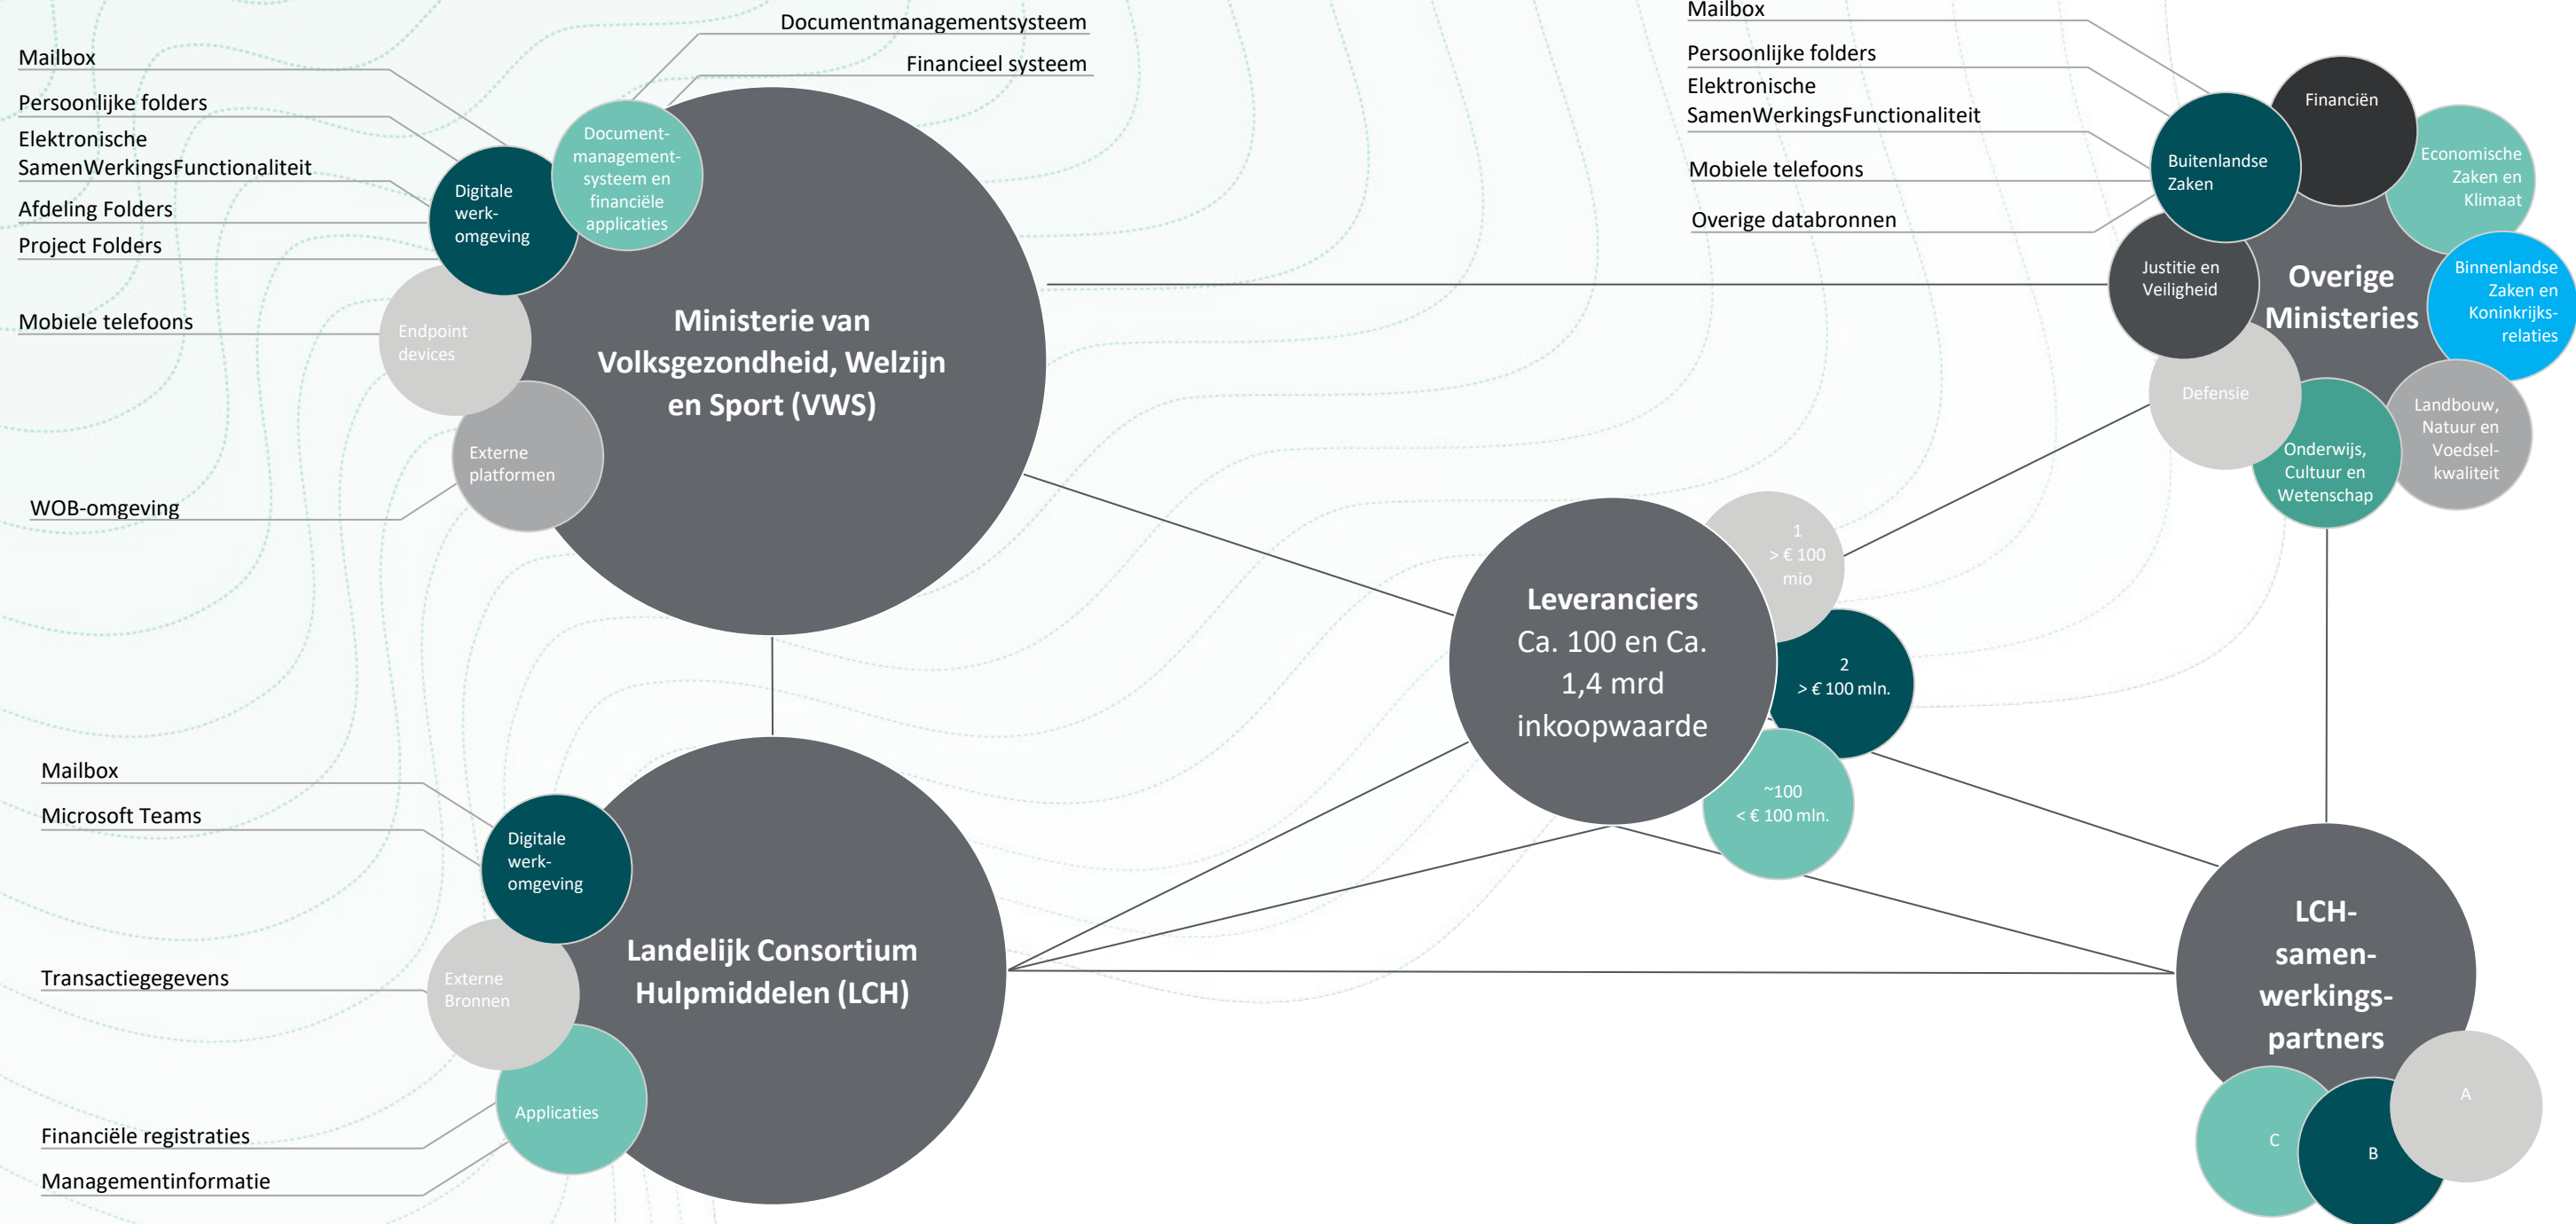 Documentmanagementsysteem
Financieel systeem
Mailbox
Persoonlijke folders
Elektronische
SamenWerkingsFunctionaliteit
Afdeling Folders
Project Folders
Mobiele telefoons
WOB-omgeving
Document-
management-
systeem en
financiële
applicaties
Digitale
werk-
omgeving
Endpoint
devices
Externe
platformen
Ministerie van
Volksgezondheid, Welzijn
en Sport (VWS)
Mailbox
Persoonlijke folders
Elektronische
SamenWerkingsFunctionaliteit
Mobiele telefoons
Overige databronnen
Financiën
Buitenlandse
Zaken
Economische
Zaken en
Klimaat
Justitie en
Veiligheid
Overige
Ministeries
Binnenlandse
Zaken en
Koninkrijks-
relaties
Defensie
Landbouw,
Natuur en
Voedsel-
kwaliteit
Onderwijs,
Cultuur en
Wetenschap
Leveranciers
Ca. 100 en Ca.
1,4 mrd
inkoopwaarde
1
> € 100
mio
2
> € 100 mln.
~100
< € 100 mln.
Mailbox
Microsoft Teams
Transactiegegevens
Financiële registraties
Managementinformatie
Digitale
werk-
omgeving
Externe
Bronnen
Applicaties
Landelijk Consortium
Hulpmiddelen (LCH)
LCH-
samen-
werkings-
partners
A
B
C